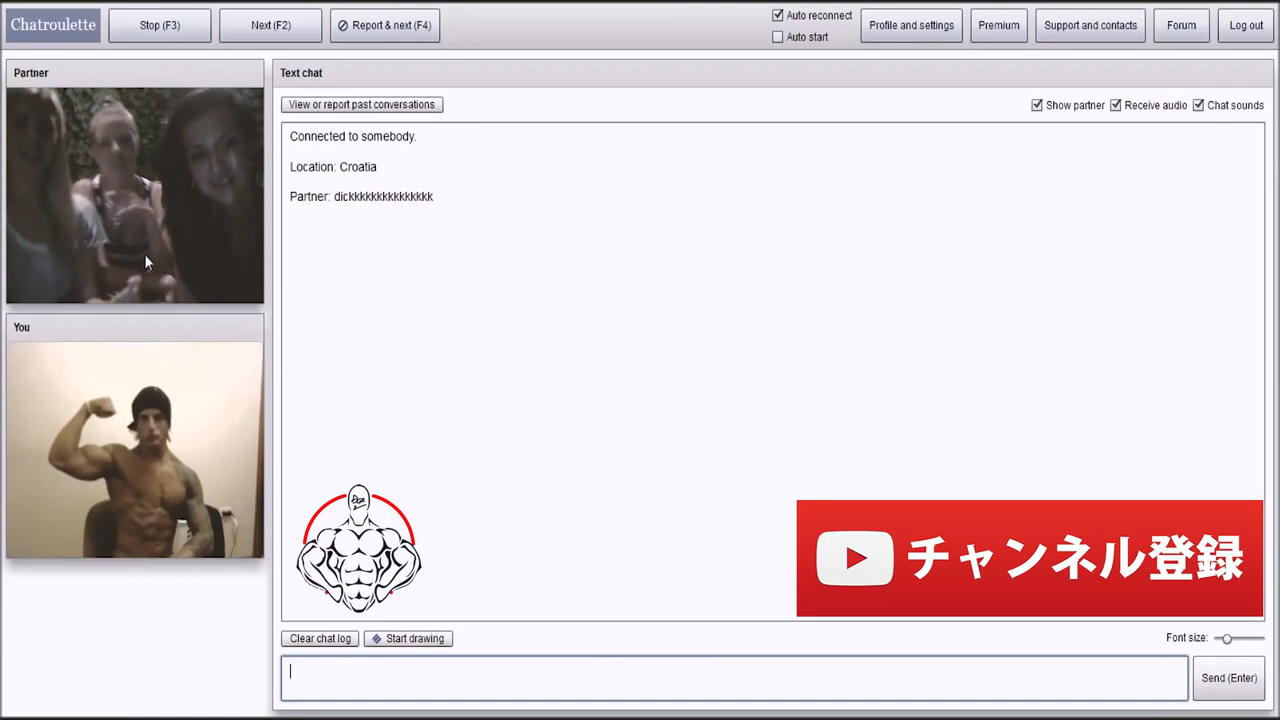 Chatroulette
Stop (F3)
Next (F2)
Report & next (F4)
Auto reconnect
Auto start
Profile and settings
Premium
Support and contacts
Forum
Log out
Partner
You
Text chat
View or report past conversations
Show partner
Receive audio
Chat sounds
Connected to somebody.
Location: Croatia
Partner: dickkkkkkkkkkkkkkk
チャンネル登録
Clear chat log
Start drawing
Font size:
Send (Enter)